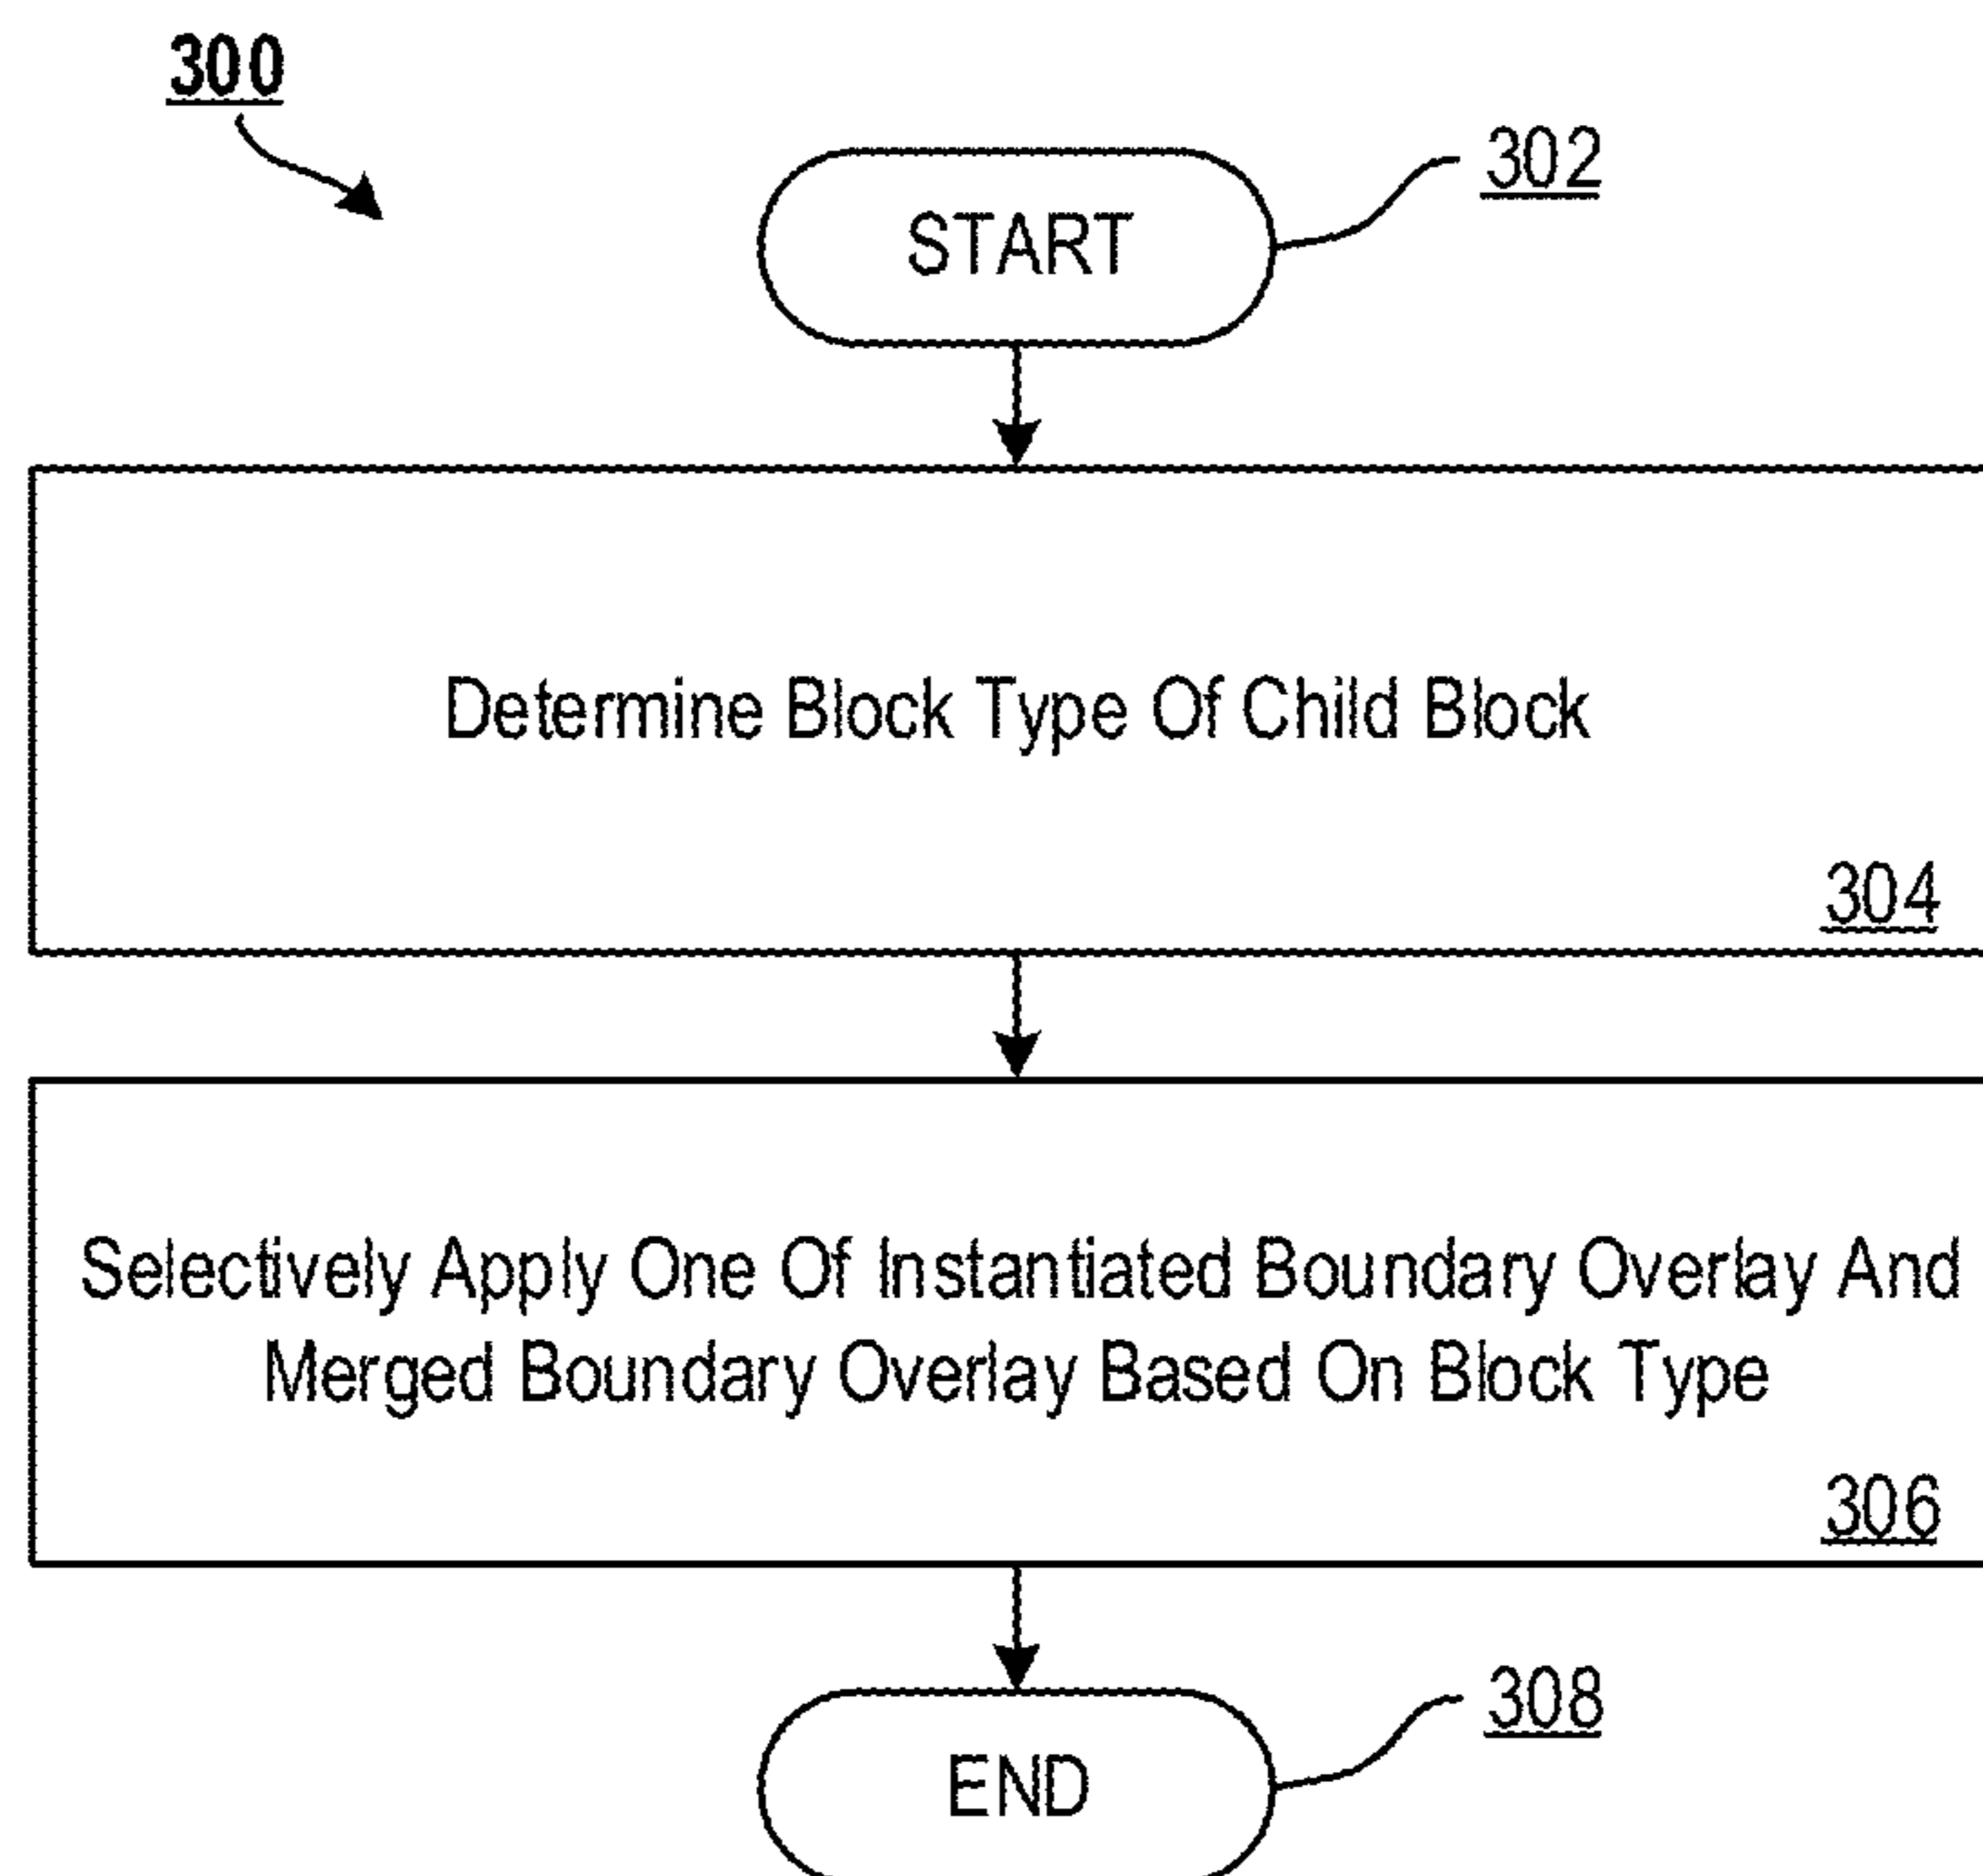 300
302
START
Determine Block Type Of Child Block
304
Selectively Apply One Of Instantiated Boundary Overlay And
Merged Boundary Overlay Based On Block Type
306
308
END